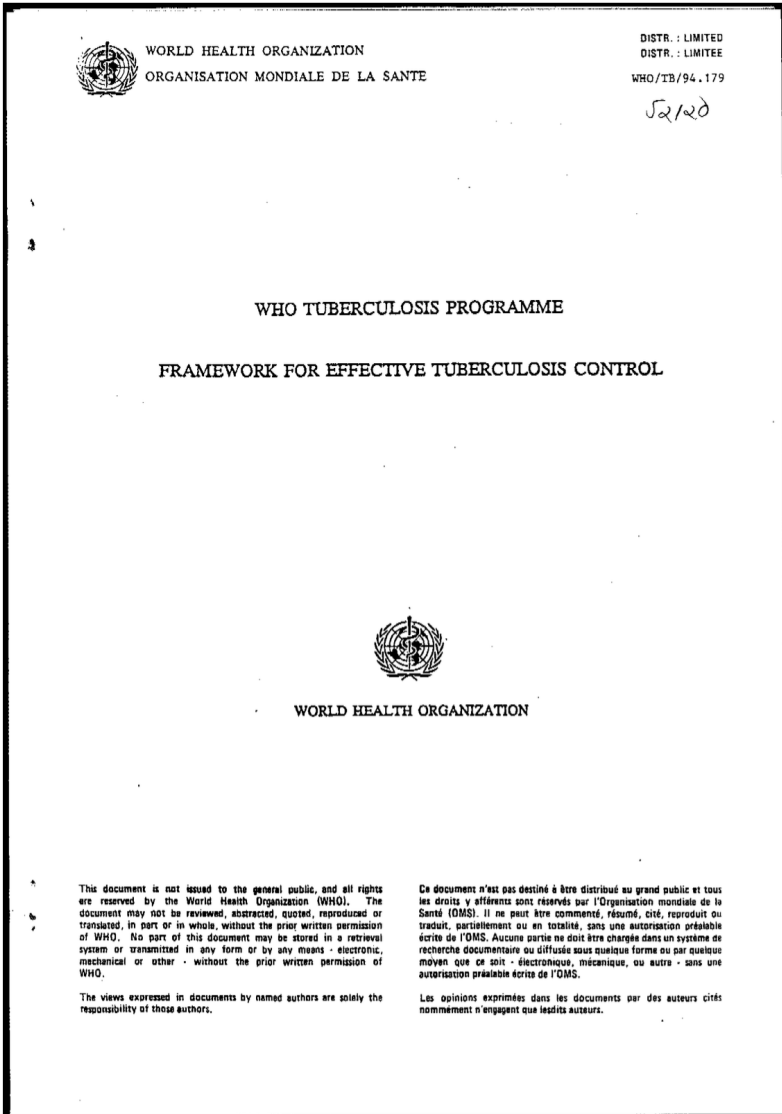 WORLD HEALTH ORGANIZATION
ORGANISATION MONDIALE DE LA SANTE
DISTR. : LIMITED
DISTR. : LIMITEE
WHO/TB/94.179
52/20
WHO TUBERCULOSIS PROGRAMME
FRAMEWORK FOR EFFECTIVE TUBERCULOSIS CONTROL
WORLD HEALTH ORGANIZATION
This document is not issued to the general public, and all rights
are reserved by the World Health Organization (WHO). The
document may not be reviewed, abstracted, quoted, reproduced or
translated, in part or in whole, without the prior written permission
of WHO. No part of this document may be stored in a retrieval
system or transmitted in any form or by any means - electronic,
mechanical or other - without the prior written permission of
WHO.
The views expressed in documents by named authors are solely the
responsibility of those authors.
Ce document n'est pas destiné à être distribué au grand public et tous
les droits y afférents sont réservés par l'Organisation mondiale de la
Santé (OMS). Il ne peut être commenté, résumé, cité, reproduit ou
traduit, partiellement ou en totalité, sans une autorisation préalable
écrite de l'OMS. Aucune partie ne doit être chargée dans un système de
recherche documentaire ou diffusée sous quelque forme ou par quelque
moyen que ce soit - électronique, mécanique, ou autre - sans une
autorisation préalable écrite de l'OMS.
Les opinions exprimées dans les documents par des auteurs cités
nommément n'engagent que lesdits auteurs.